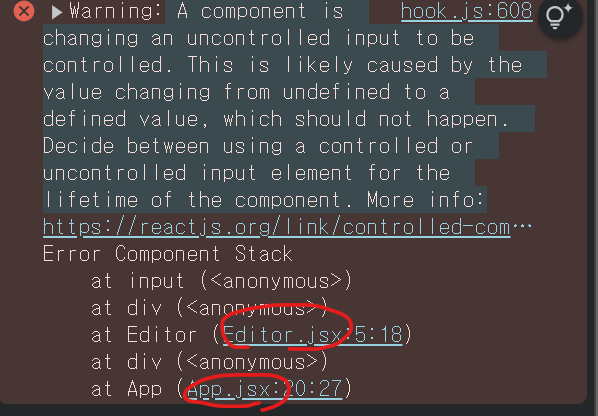 Warning: A component is hook.js:608
changing an uncontrolled input to be
controlled. This is likely caused by the
value changing from undefined to a
defined value, which should not happen.
Decide between using a controlled or
uncontrolled input element for the
lifetime of the component. More info:
https://reactjs.org/link/controlled-com…
Error Component Stack
at input (<anonymous>)
at div (<anonymous>)
at Editor (Editor.jsx:5:18)
at div (<anonymous>)
at App (App.jsx:20:27)